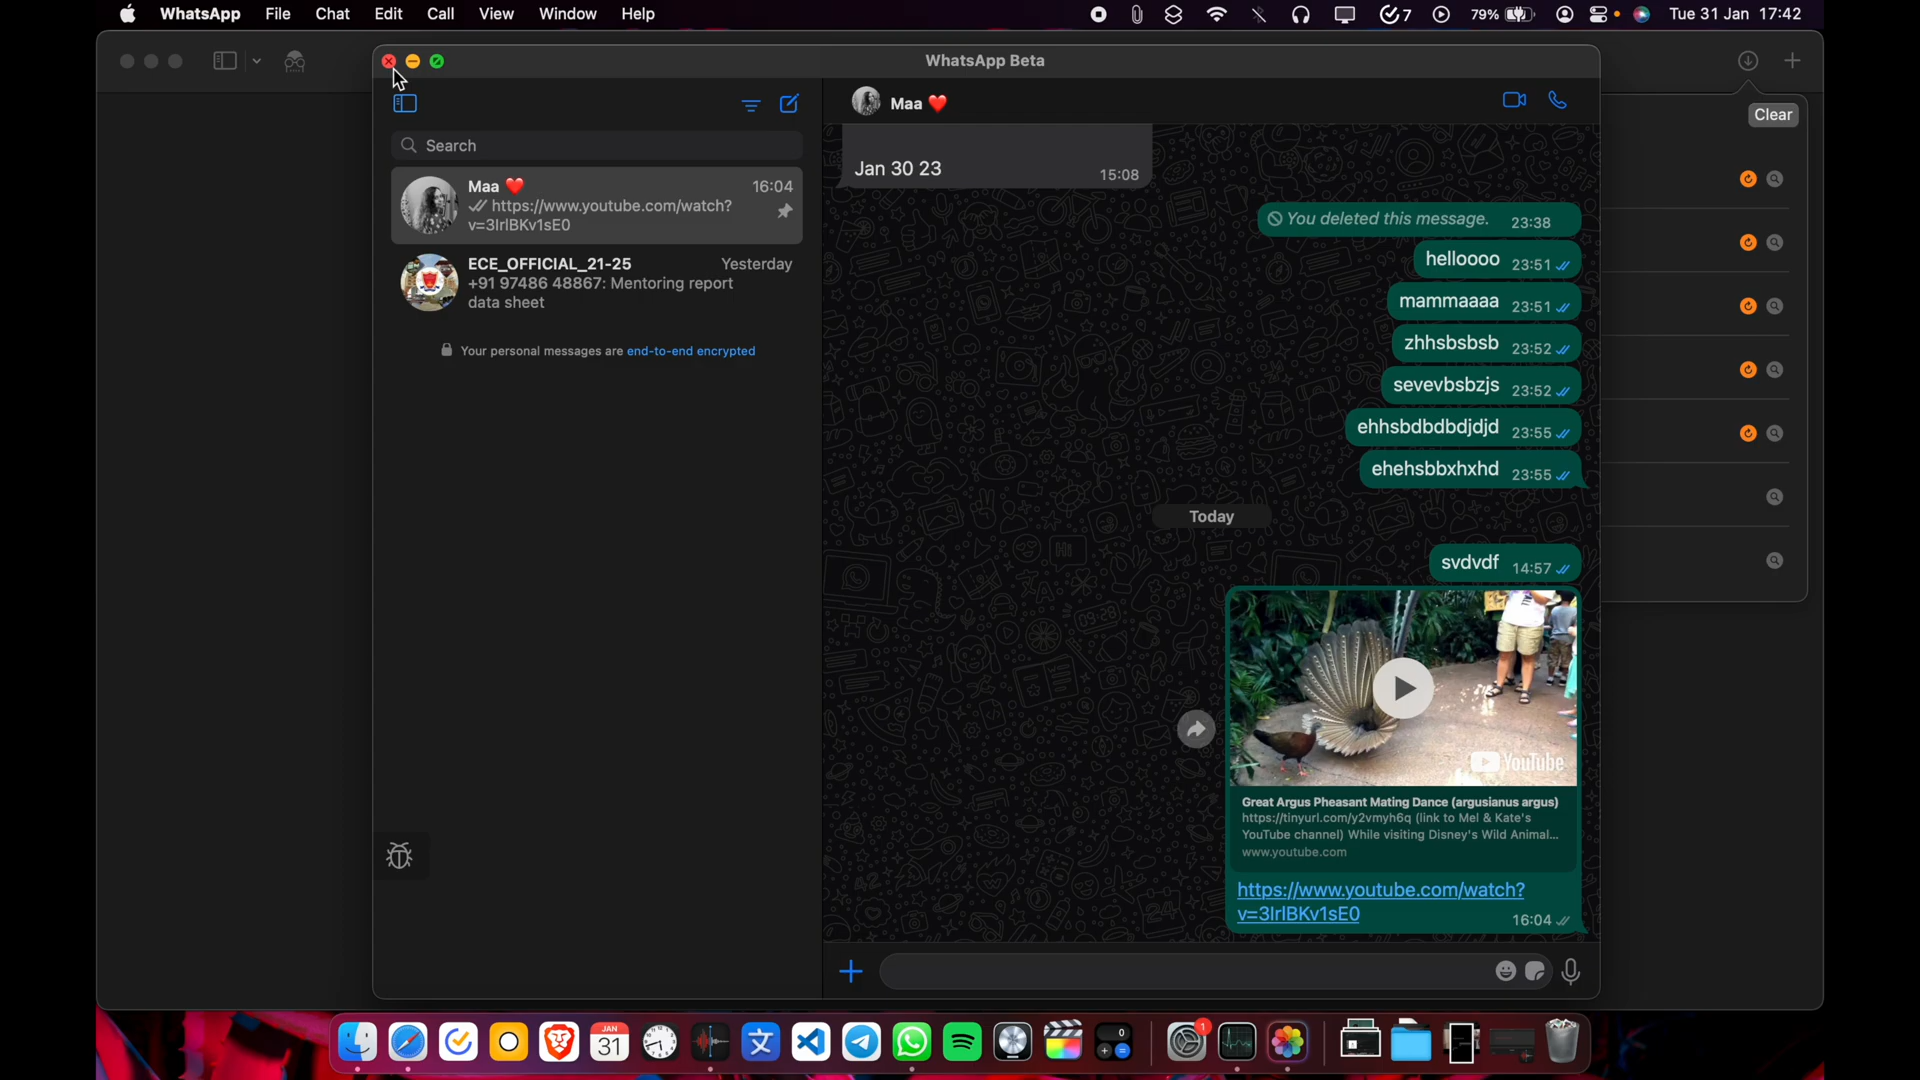 WhatsApp File Chat Edit Call View Window Help 7 79% Tue 31 Jan 17:42
WhatsApp Beta
Clear
Search
Maa ❤️ 16:04
https://www.youtube.com/watch?
v=3IrIBKv1sE0
ECE_OFFICIAL_21-25 Yesterday
+91 97486 48867: Mentoring report
data sheet
Your personal messages are end-to-end encrypted
Maa ❤️
Jan 30 23 15:08
You deleted this message. 23:38
helloooo 23:51
mammaaaa 23:51
zhhsbsbsb 23:52
sevevbsbzjs 23:52
ehhsbdbdbdjdjd 23:55
ehehsbbxhxhd 23:55
Today
svdvdf 14:57
YouTube
Great Argus Pheasant Mating Dance (argusianus argus)
https://tinyurl.com/y2vmyh6q (link to Mel & Kate's
YouTube channel) While visiting Disney's Wild Animal...
www.youtube.com
https://www.youtube.com/watch?
v=3IrIBKv1sE0 16:04
JAN
31
0
1